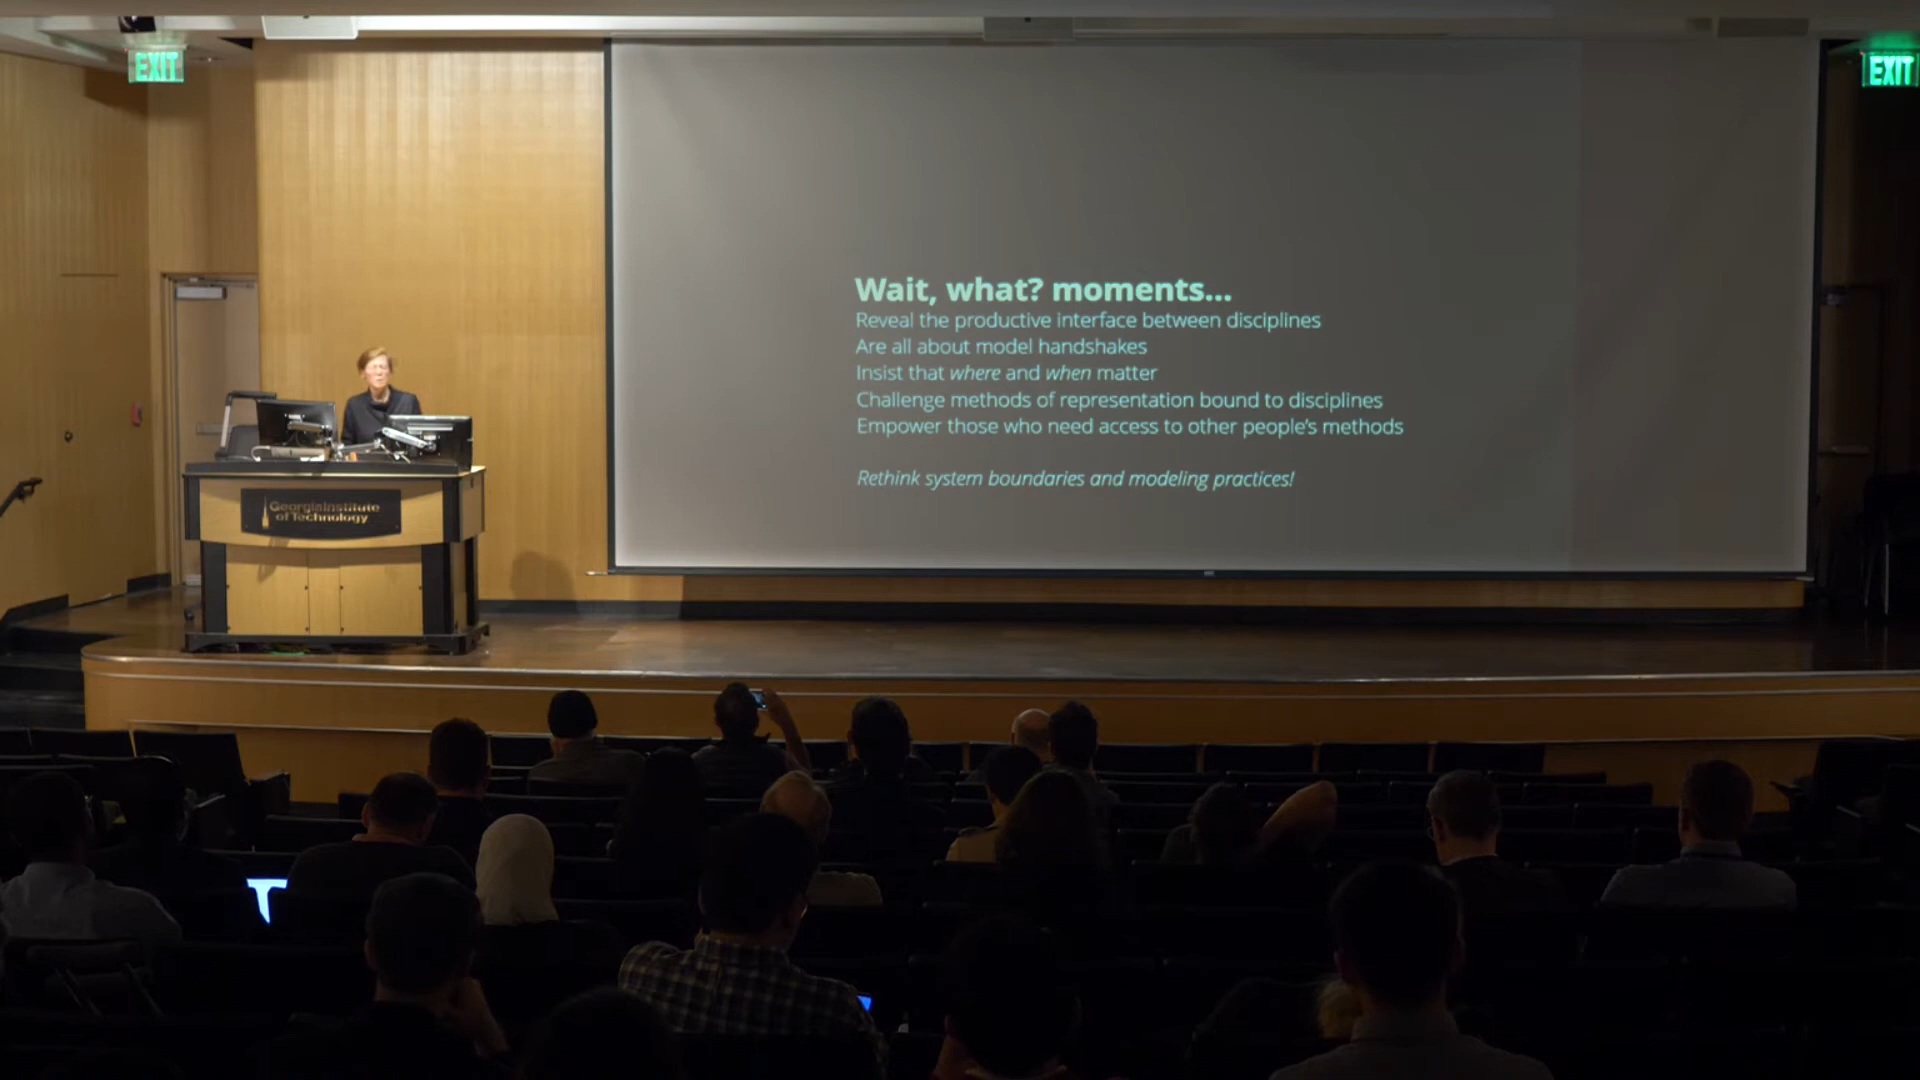 EXIT
EXIT
Wait, what? moments...
Reveal the productive interface between disciplines
Are all about model handshakes
Insist that where and when matter
Challenge methods of representation bound to disciplines
Empower those who need access to other people's methods
Rethink system boundaries and modeling practices!
Georgia Institute
of Technology